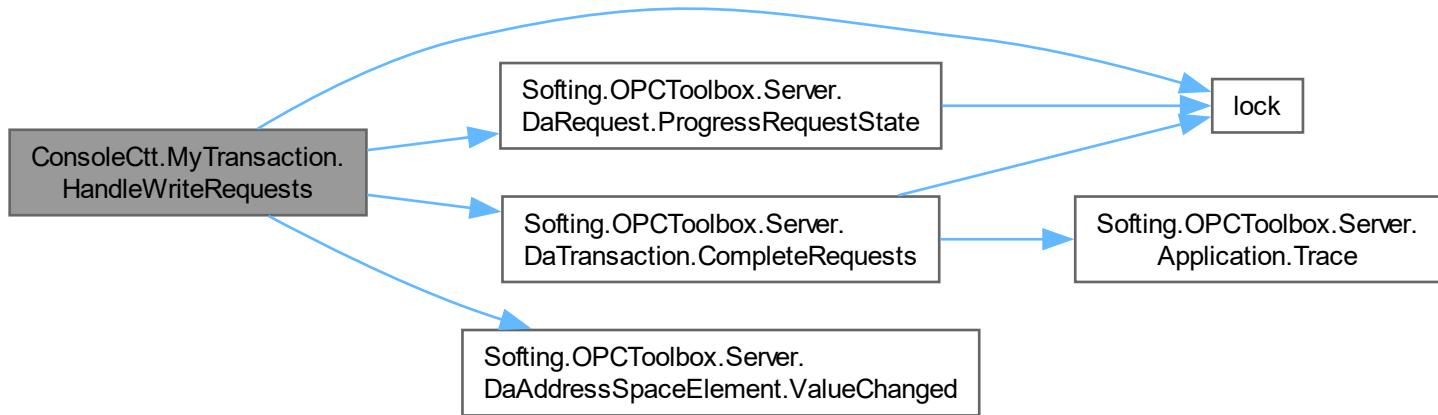 ConsoleCtt.MyTransaction.
HandleWriteRequests
Softing.OPCToolbox.Server.
DaRequest.ProgressRequestState
lock
Softing.OPCToolbox.Server.
DaTransaction.CompleteRequests
Softing.OPCToolbox.Server.
Application.Trace
Softing.OPCToolbox.Server.
DaAddressSpaceElement.ValueChanged